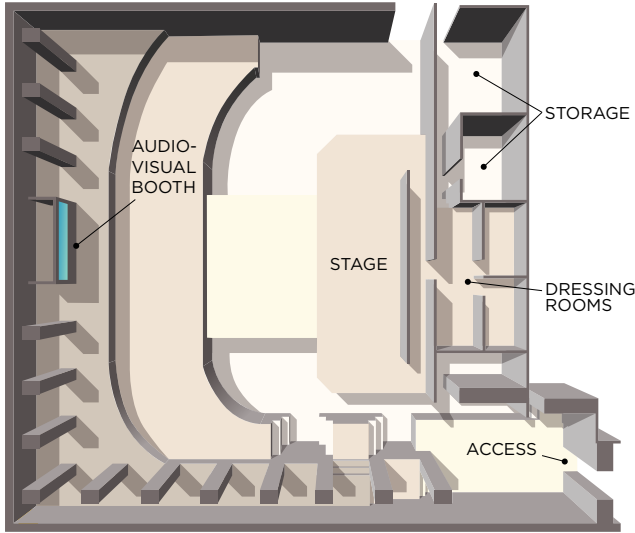 AUDIO-
VISUAL
BOOTH
STORAGE
STAGE
DRESSING
ROOMS
ACCESS